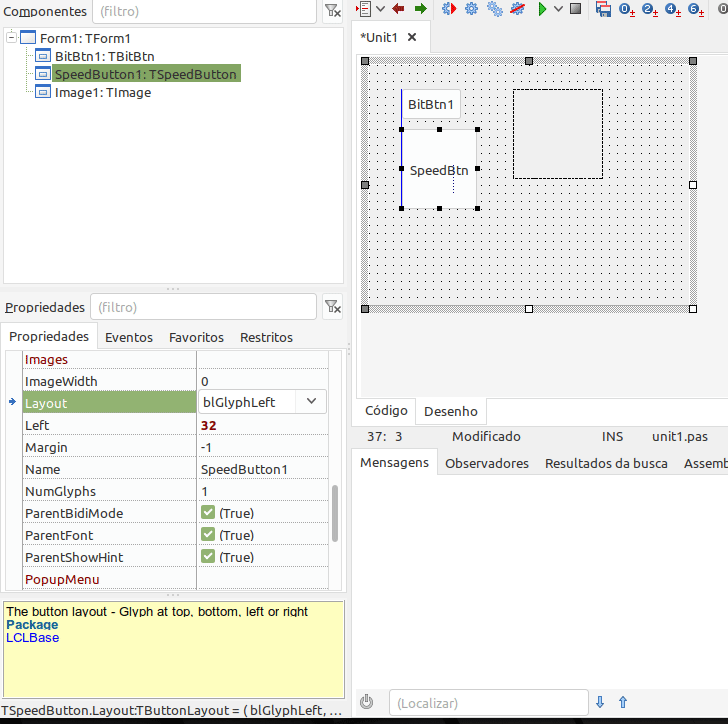 Componentes (filtro)
Form1: TForm1
BitBtn1: TBitBtn
SpeedButton1: TSpeedButton
Image1: TImage
Propriedades (filtro)
Propriedades Eventos Favoritos Restritos
Images
ImageWidth 0
Layout blGlyphLeft
Left 32
Margin -1
Name SpeedButton1
NumGlyphs 1
ParentBidiMode (True)
ParentFont (True)
ParentShowHint (True)
PopupMenu
The button layout - Glyph at top, bottom, left or right
Package
LCLBase
TSpeedButton.Layout:TButtonLayout = ( blGlyphLeft, ...
*Unit1
BitBtn1
SpeedBtn
Código Desenho
37: 3 Modificado INS unit1.pas
Mensagens Observadores Resultados da busca Assemb
(Localizar)